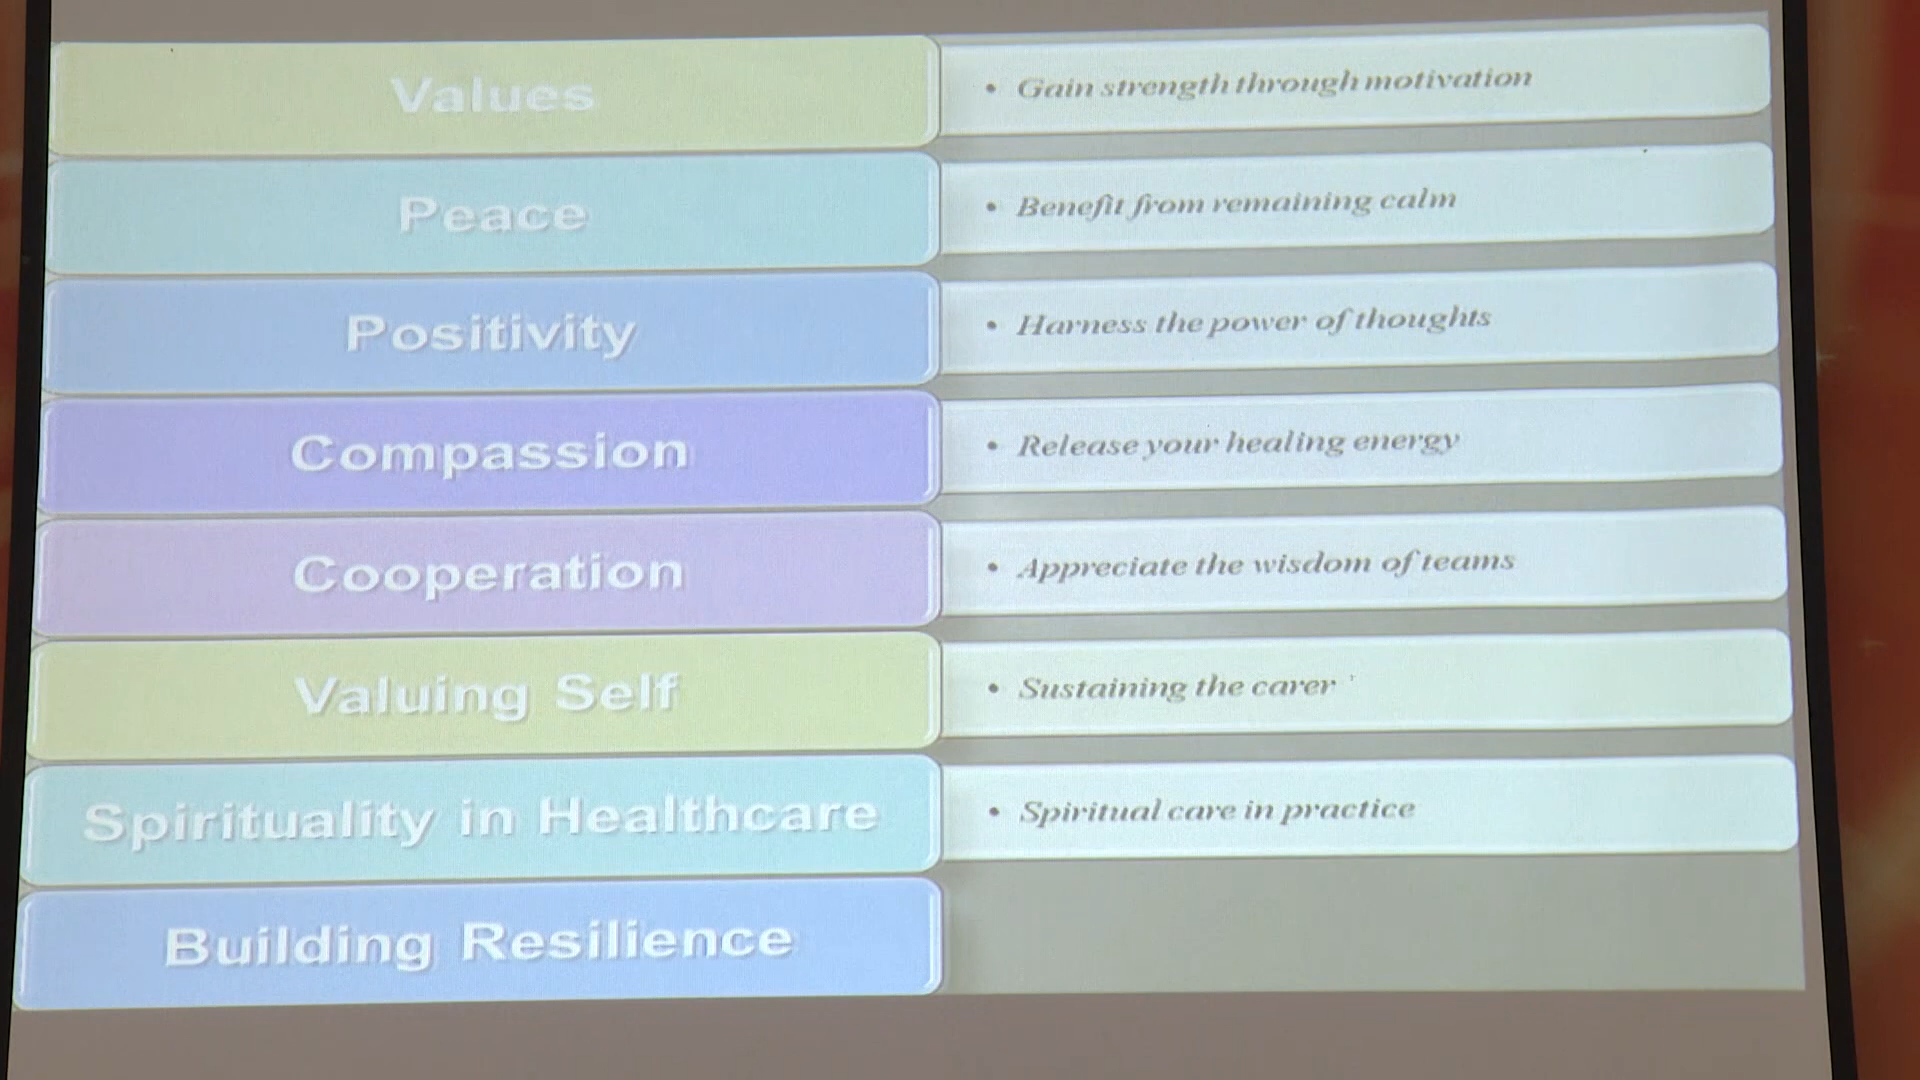 Values
• Gain strength through motivation
Peace
• Benefit from remaining calm
Positivity
• Harness the power of thoughts
Compassion
• Release your healing energy
Cooperation
• Appreciate the wisdom of teams
Valuing Self
• Sustaining the carer
Spirituality in Healthcare
• Spiritual care in practice
Building Resilience